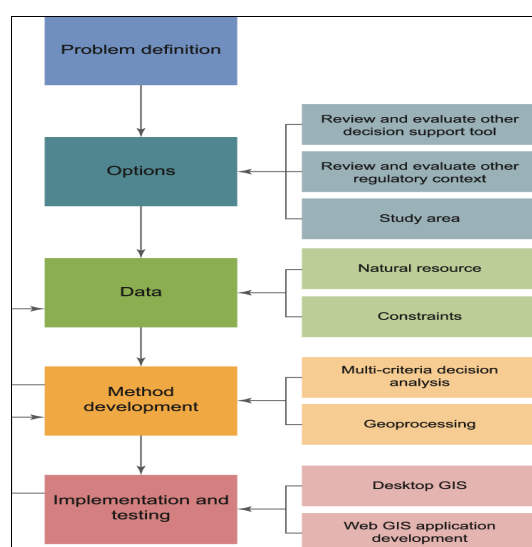 Problem definition
Options
Review and evaluate other
decision support tool
Review and evaluate other
regulatory context
Study area
Data
Natural resource
Constraints
Method
development
Multi-criteria decision
analysis
Geoprocessing
Implementation and
testing
Desktop GIS
Web GIS application
development